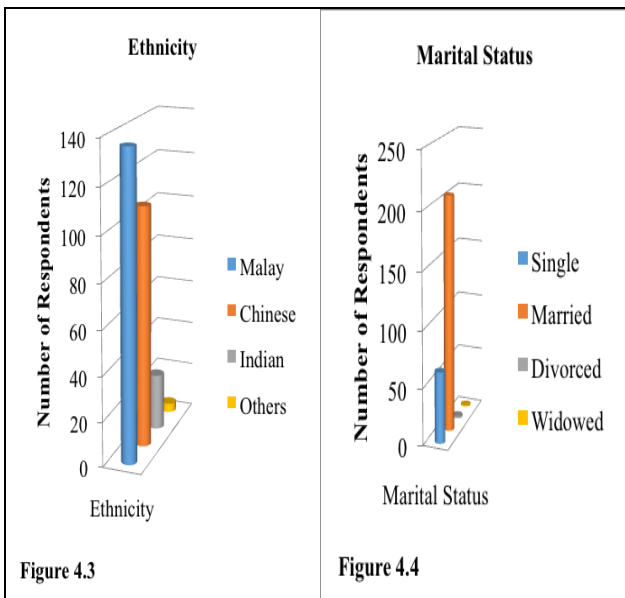 Ethnicity
Number of Respondents
140
120
100
80
60
40
20
0
Malay
Chinese
Indian
Others
Ethnicity
Figure 4.3
Marital Status
Number of Respondents
250
200
150
100
50
0
Single
Married
Divorced
Widowed
Marital Status
Figure 4.4